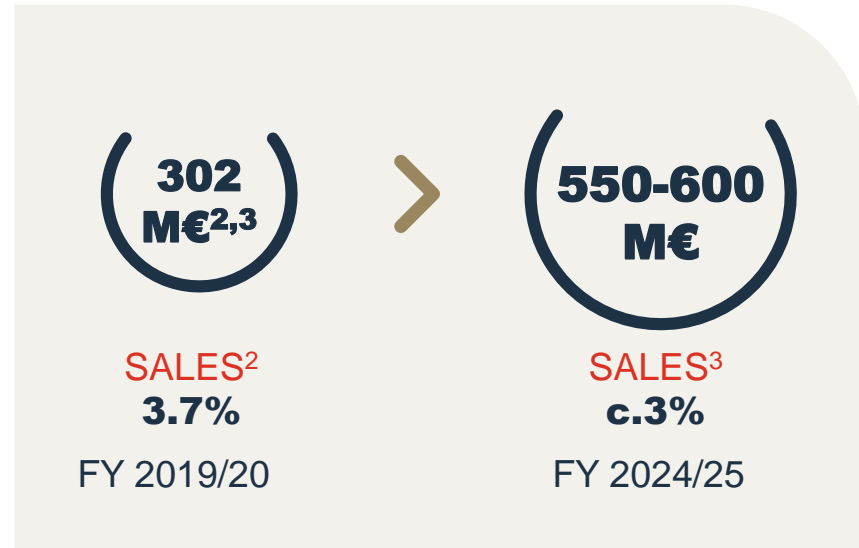 302
M€2,3
550-600
M€
SALES2
3.7%
FY 2019/20
SALES3
c.3%
FY 2024/25